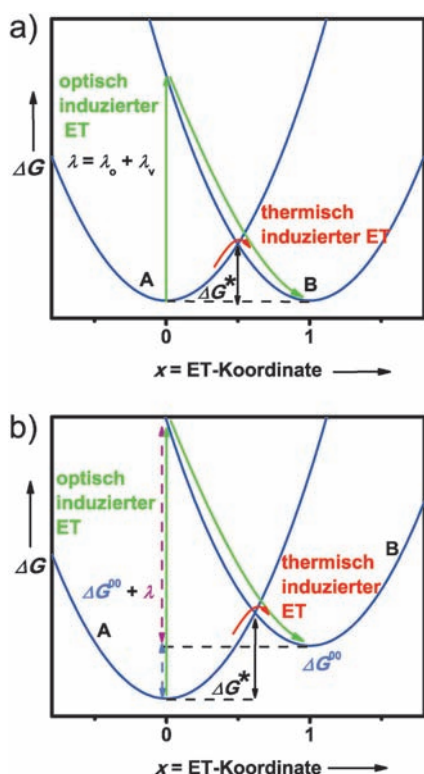 a)
optisch
induzierter
ET
λ = λo + λv
thermisch
induzierter ET
A
B
ΔG*
ΔG
0
1
x = ET-Koordinate
b)
optisch
induzierter
ET
B
thermisch
induzierter
ET
ΔG⁰⁰ + λ
A
ΔG⁰⁰
ΔG*
ΔG
0
1
x = ET-Koordinate